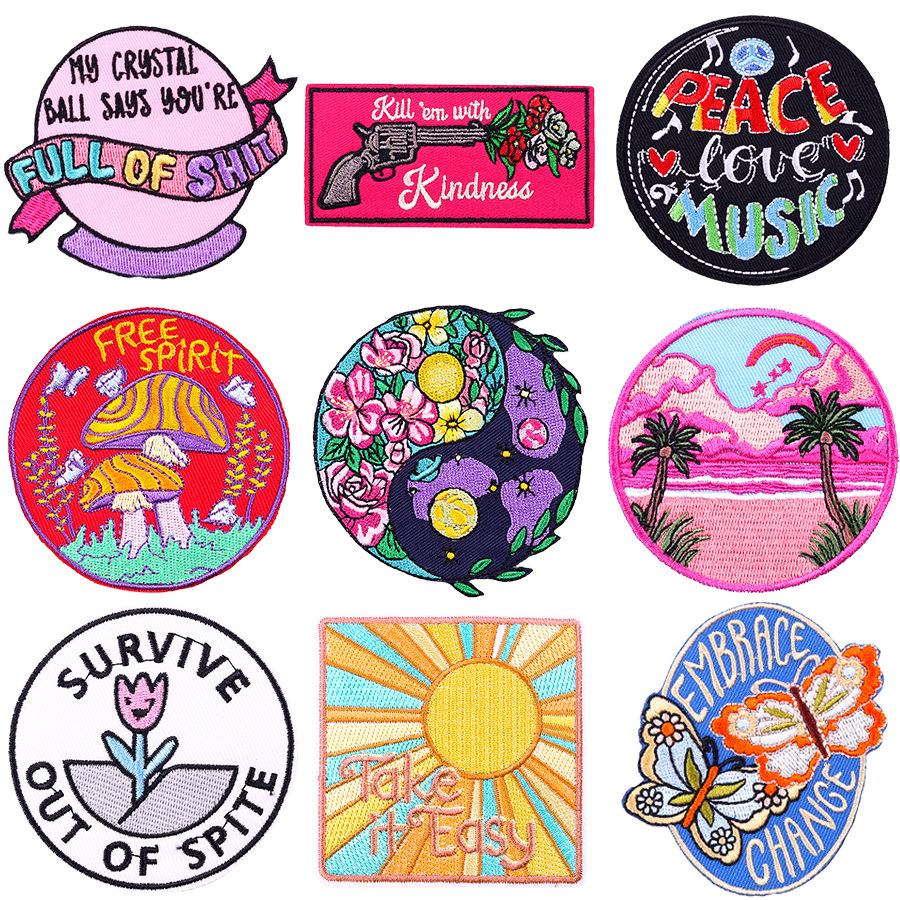 MY CRYSTAL
BALL SAYS YOU'RE
FULL OF SHIT
Kill 'em with
Kindness
PEACE
love
MUSIC
FREE
SPIRIT
SURVIVE
OUT OF SPITE
Take
it Easy
EMBRACE
CHANGE